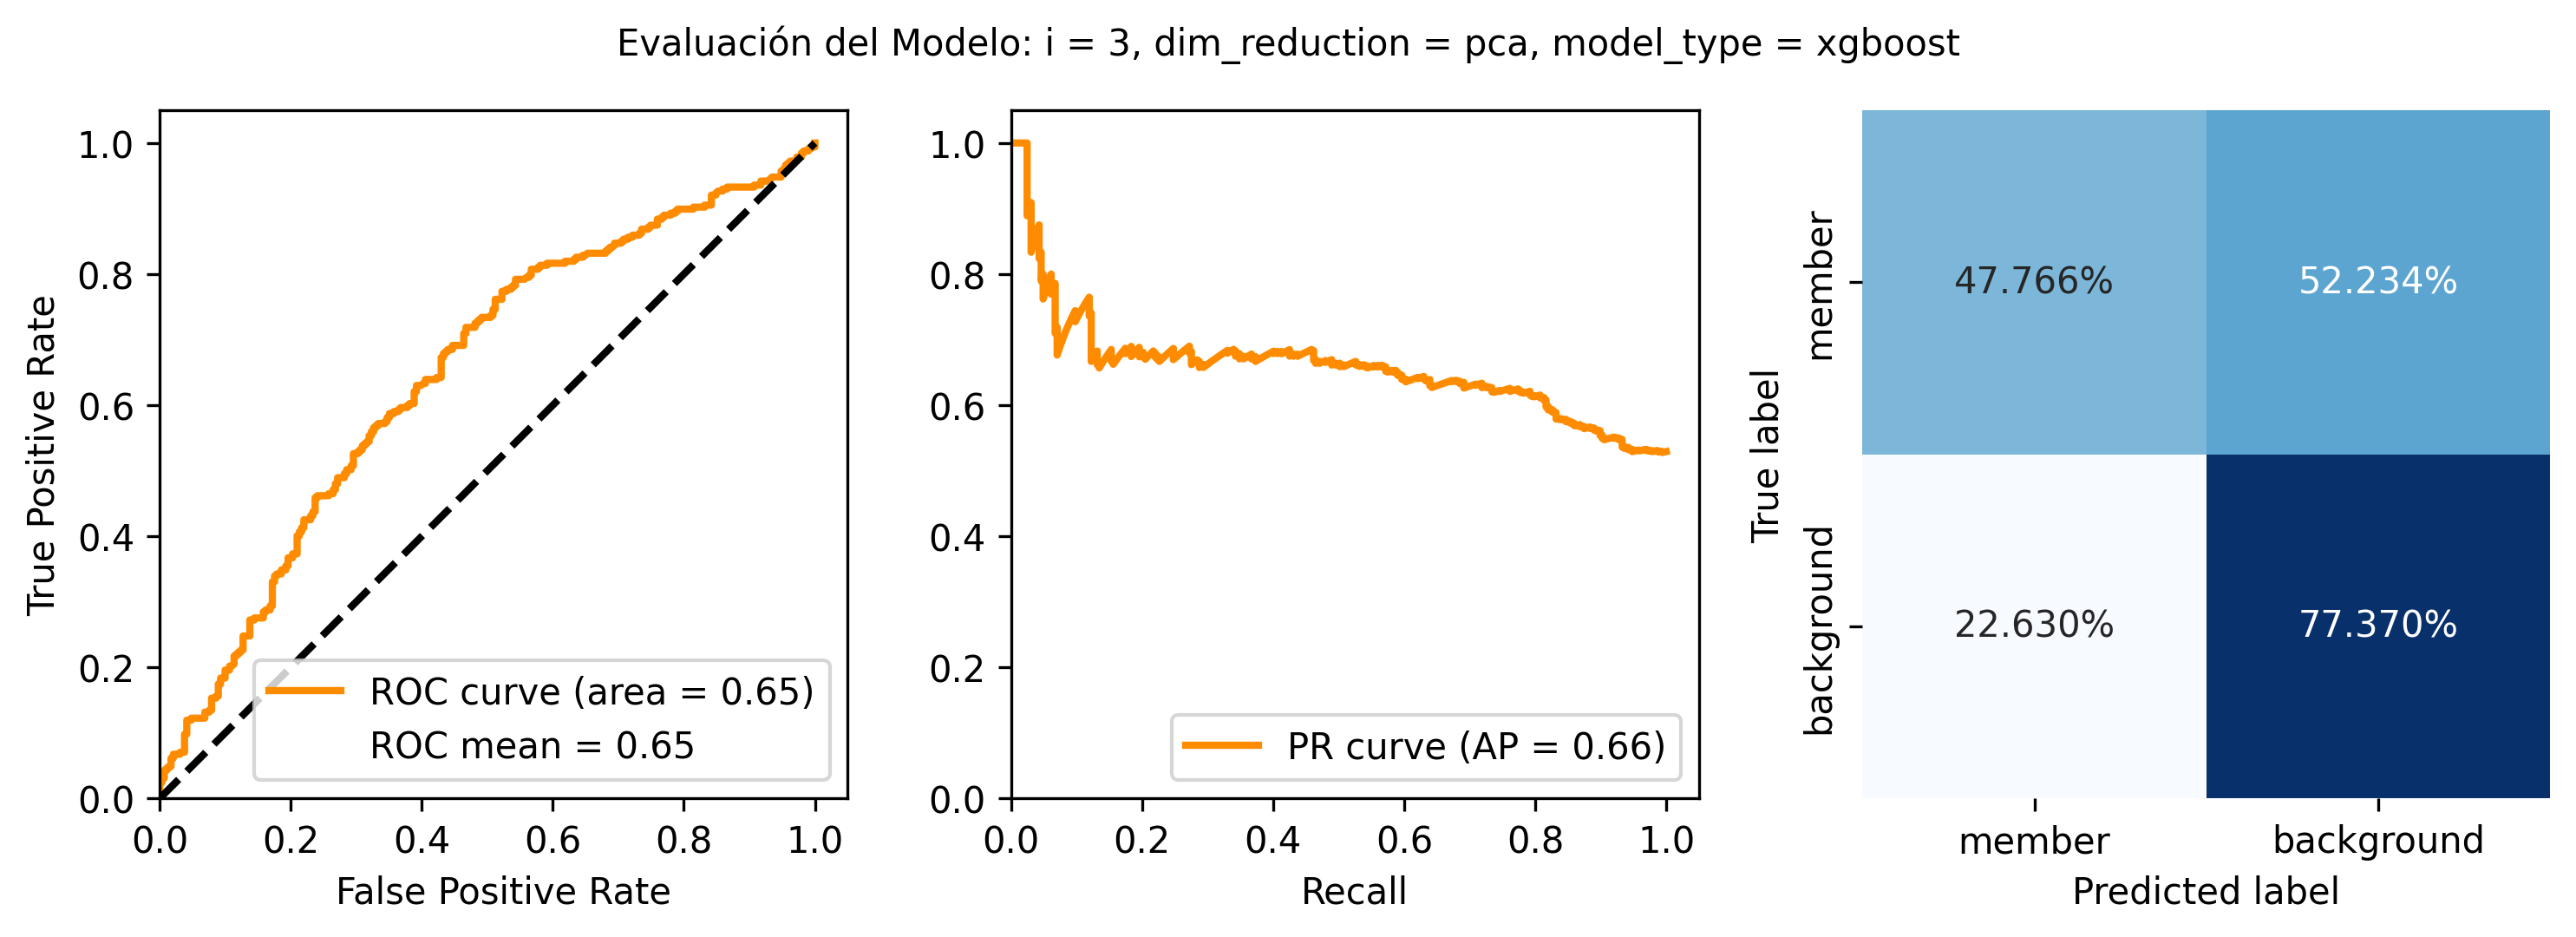 Evaluación del Modelo: i = 3, dim_reduction = pca, model_type = xgboost
True Positive Rate
1.0
0.8
0.6
0.4
0.2
0.0
0.0 0.2 0.4 0.6 0.8 1.0
False Positive Rate
ROC curve (area = 0.65)
ROC mean = 0.65
1.0
0.8
0.6
0.4
0.2
0.0
0.0 0.2 0.4 0.6 0.8 1.0
Recall
PR curve (AP = 0.66)
True label
member
background
47.766% 52.234%
22.630% 77.370%
member background
Predicted label